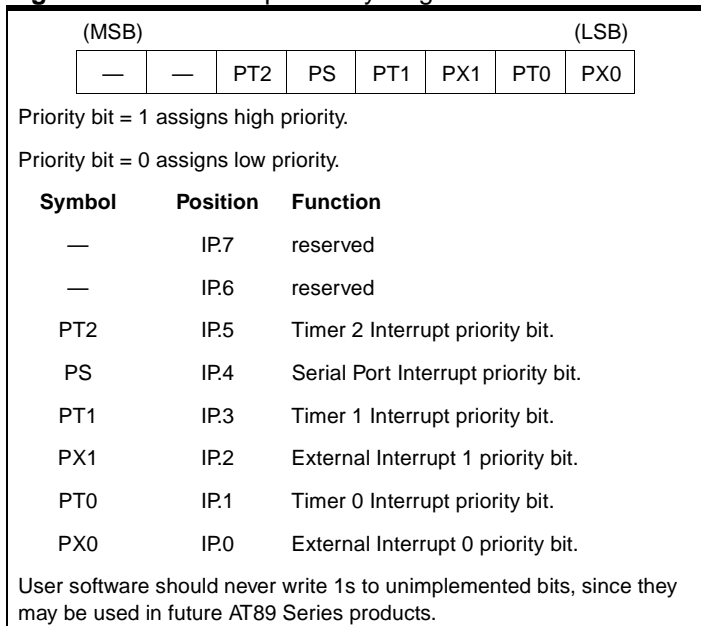 (MSB) (LSB)
— — PT2 PS PT1 PX1 PT0 PX0
Priority bit = 1 assigns high priority.
Priority bit = 0 assigns low priority.
Symbol Position Function
— IP.7 reserved
— IP.6 reserved
PT2 IP.5 Timer 2 Interrupt priority bit.
PS IP.4 Serial Port Interrupt priority bit.
PT1 IP.3 Timer 1 Interrupt priority bit.
PX1 IP.2 External Interrupt 1 priority bit.
PT0 IP.1 Timer 0 Interrupt priority bit.
PX0 IP.0 External Interrupt 0 priority bit.
User software should never write 1s to unimplemented bits, since they
may be used in future AT89 Series products.